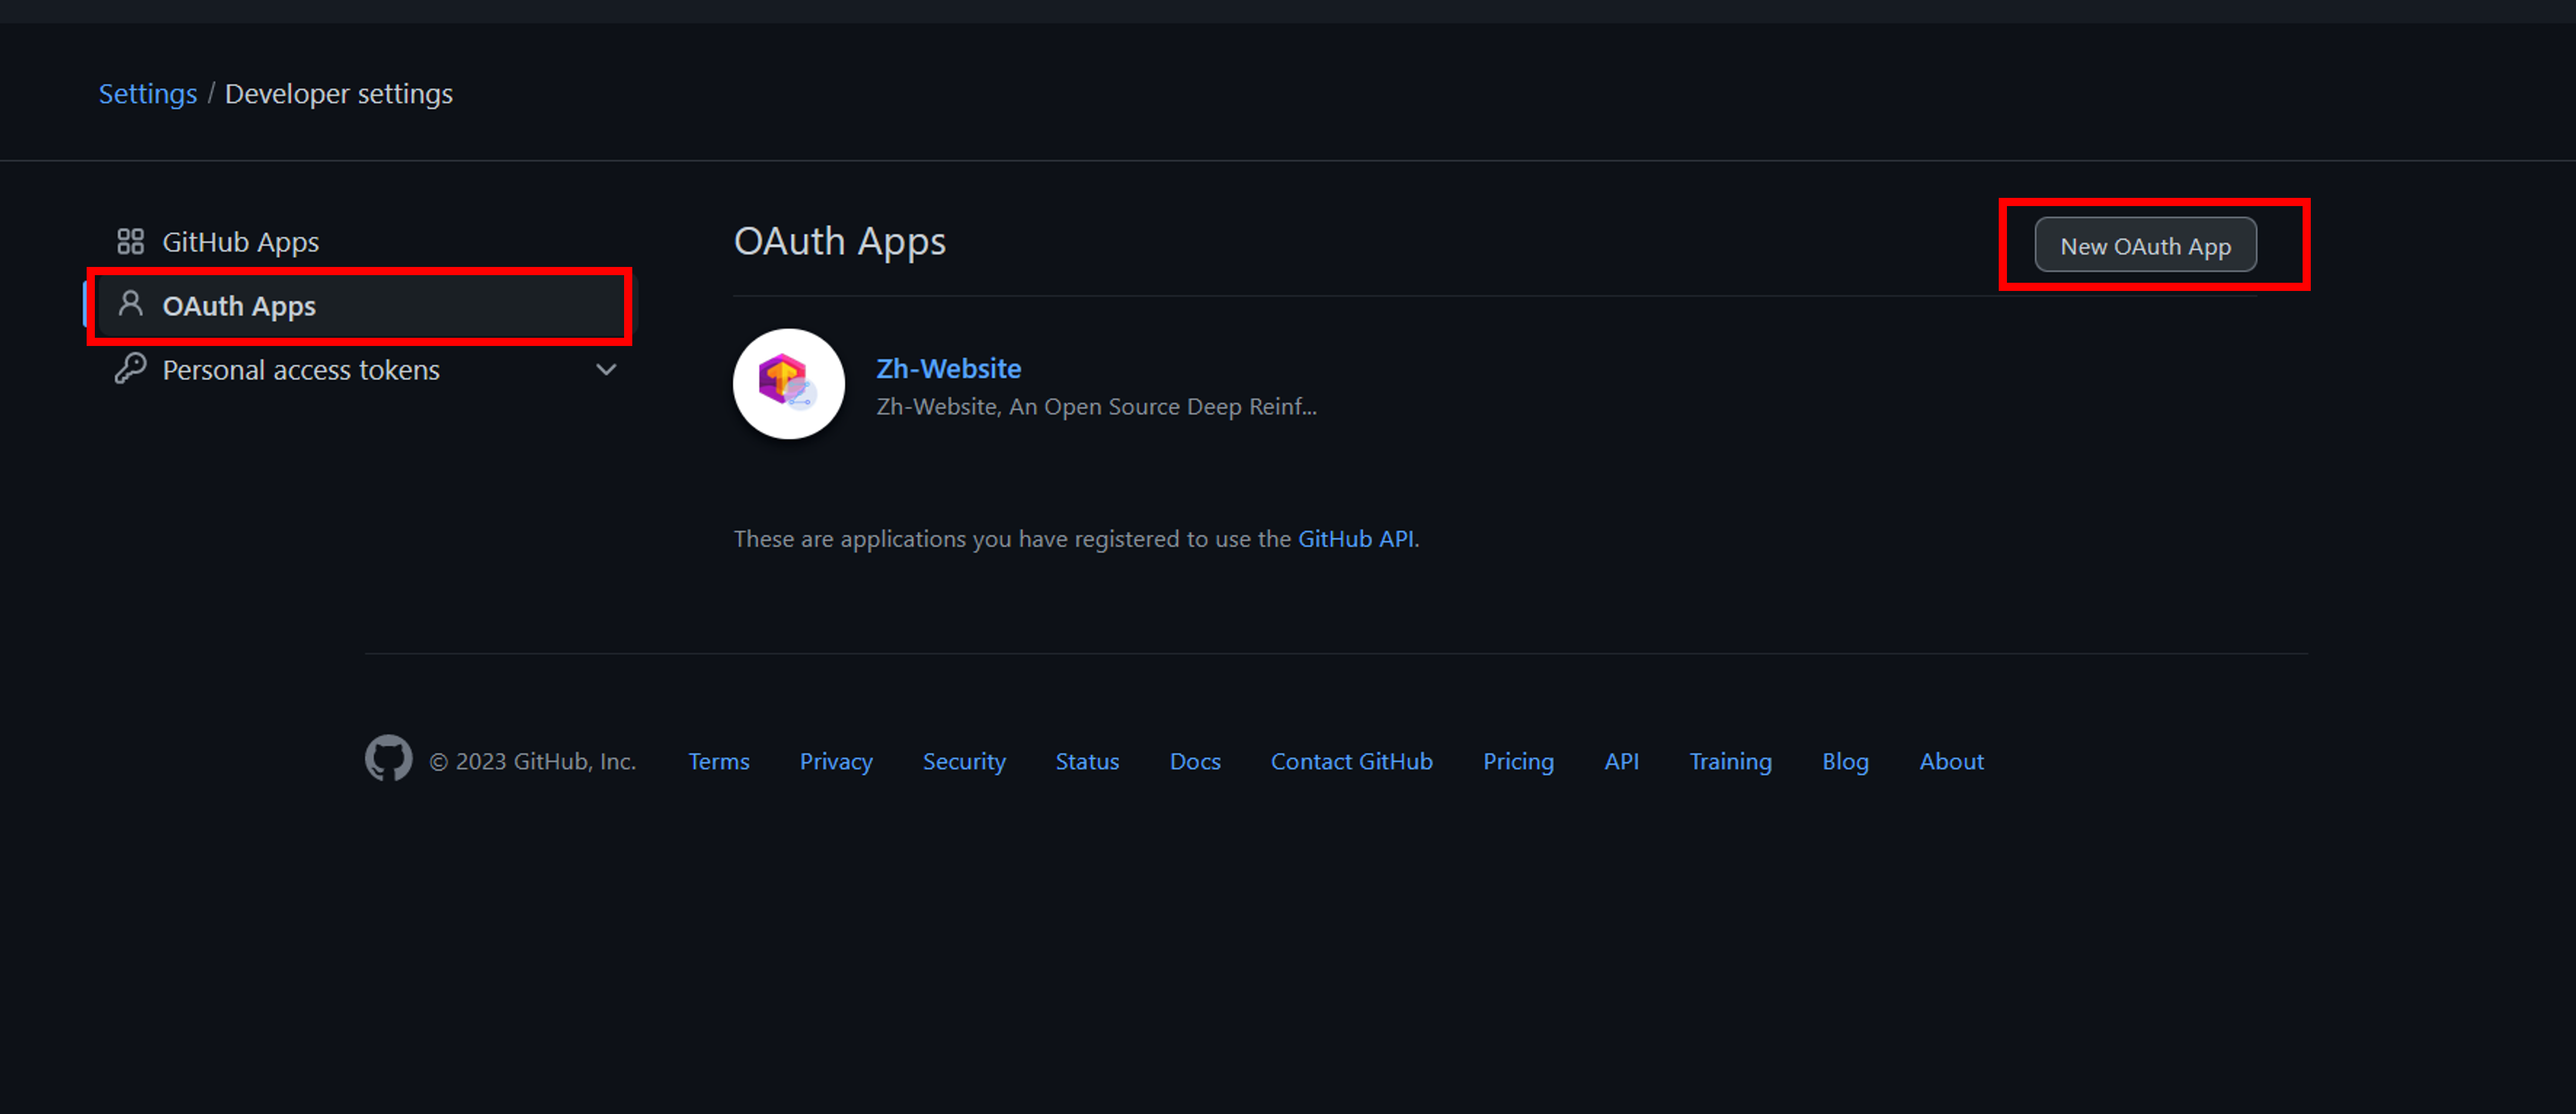 Settings / Developer settings
GitHub Apps
OAuth Apps
Personal access tokens
OAuth Apps
New OAuth App
Zh-Website
Zh-Website, An Open Source Deep Reinf...
These are applications you have registered to use the GitHub API.
© 2023 GitHub, Inc. Terms Privacy Security Status Docs Contact GitHub Pricing API Training Blog About